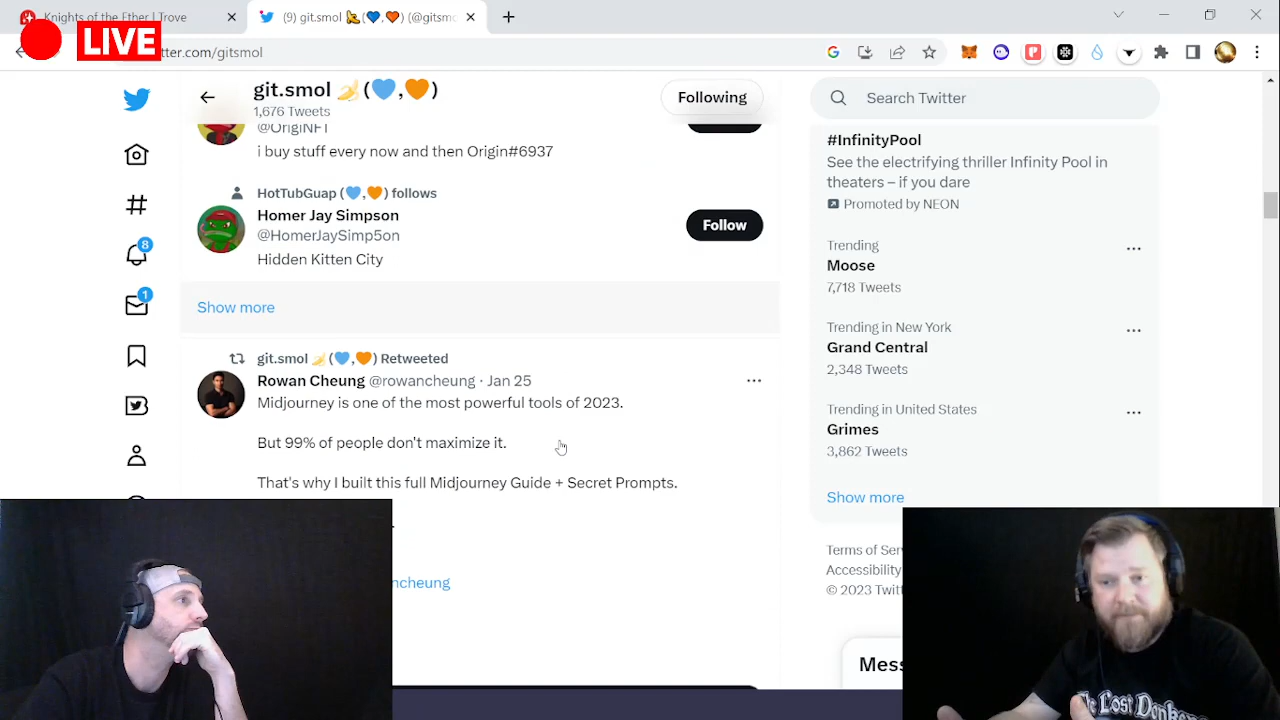 Knights of the Ether | Trove
(9) git.smol 🍌(💙,🧡) (@gitsmo
LIVE
tter.com/gitsmol
git.smol 🍌(💙,🧡)
1,676 Tweets
Following
Search Twitter
@OrigiNFT
i buy stuff every now and then Origin#6937
HotTubGuap (💙,🧡) follows
Homer Jay Simpson
@HomerJaySimp5on
Hidden Kitten City
Follow
Show more
git.smol 🍌(💙,🧡) Retweeted
Rowan Cheung @rowancheung · Jan 25
Midjourney is one of the most powerful tools of 2023.
But 99% of people don't maximize it.
That's why I built this full Midjourney Guide + Secret Prompts.
ncheung
8
1
#InfinityPool
See the electrifying thriller Infinity Pool in
theaters – if you dare
Promoted by NEON
Trending
Moose
7,718 Tweets
Trending in New York
Grand Central
2,348 Tweets
Trending in United States
Grimes
3,862 Tweets
Show more
Terms of Serv
Accessibility
© 2023 Twitt
Mess
The Lost Donkeys